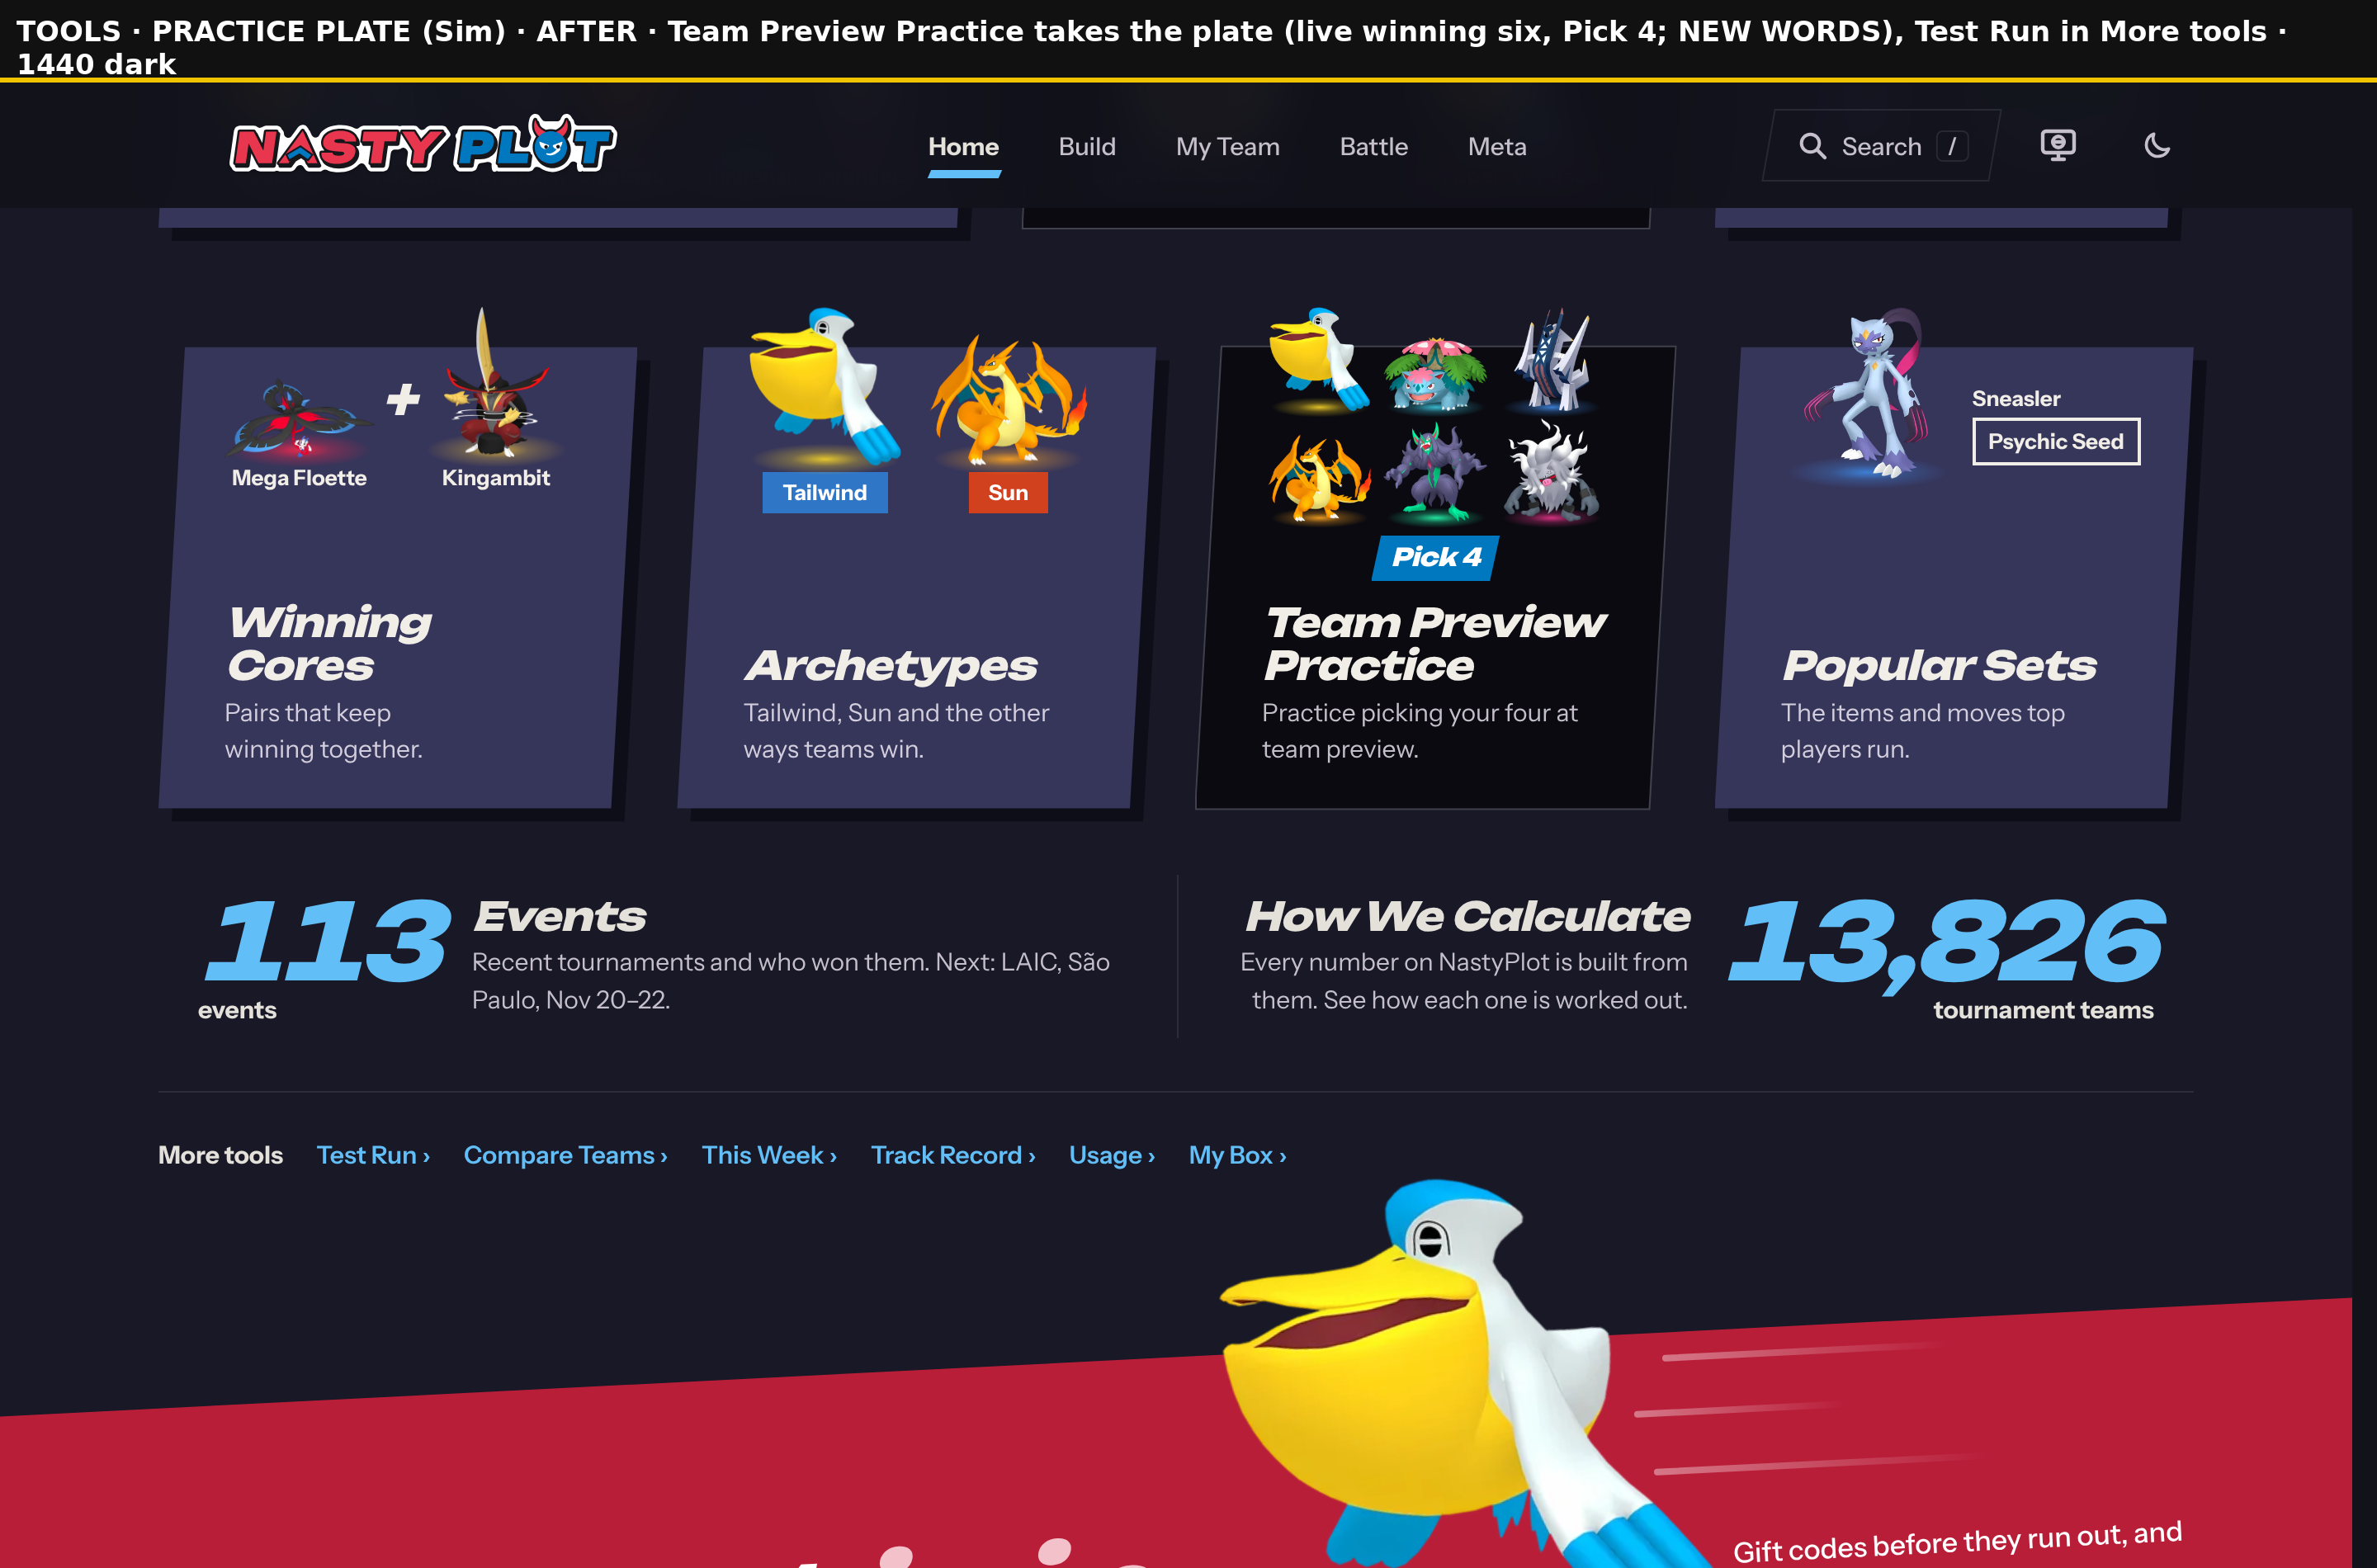 TOOLS · PRACTICE PLATE (Sim) · AFTER · Team Preview Practice takes the plate (live winning six, Pick 4; NEW WORDS), Test Run in More tools ·
1440 dark
NASTY PLOT
Home
Build
My Team
Battle
Meta
Search /
+
Mega Floette
Kingambit
Winning
Cores
Pairs that keep
winning together.
Tailwind
Sun
Archetypes
Tailwind, Sun and the other
ways teams win.
Pick 4
Team Preview
Practice
Practice picking your four at
team preview.
Sneasler
Psychic Seed
Popular Sets
The items and moves top
players run.
113
events
Events
Recent tournaments and who won them. Next: LAIC, São
Paulo, Nov 20–22.
How We Calculate
Every number on NastyPlot is built from
them. See how each one is worked out.
13,826
tournament teams
More tools
Test Run ›
Compare Teams ›
This Week ›
Track Record ›
Usage ›
My Box ›
Gift codes before they run out, and